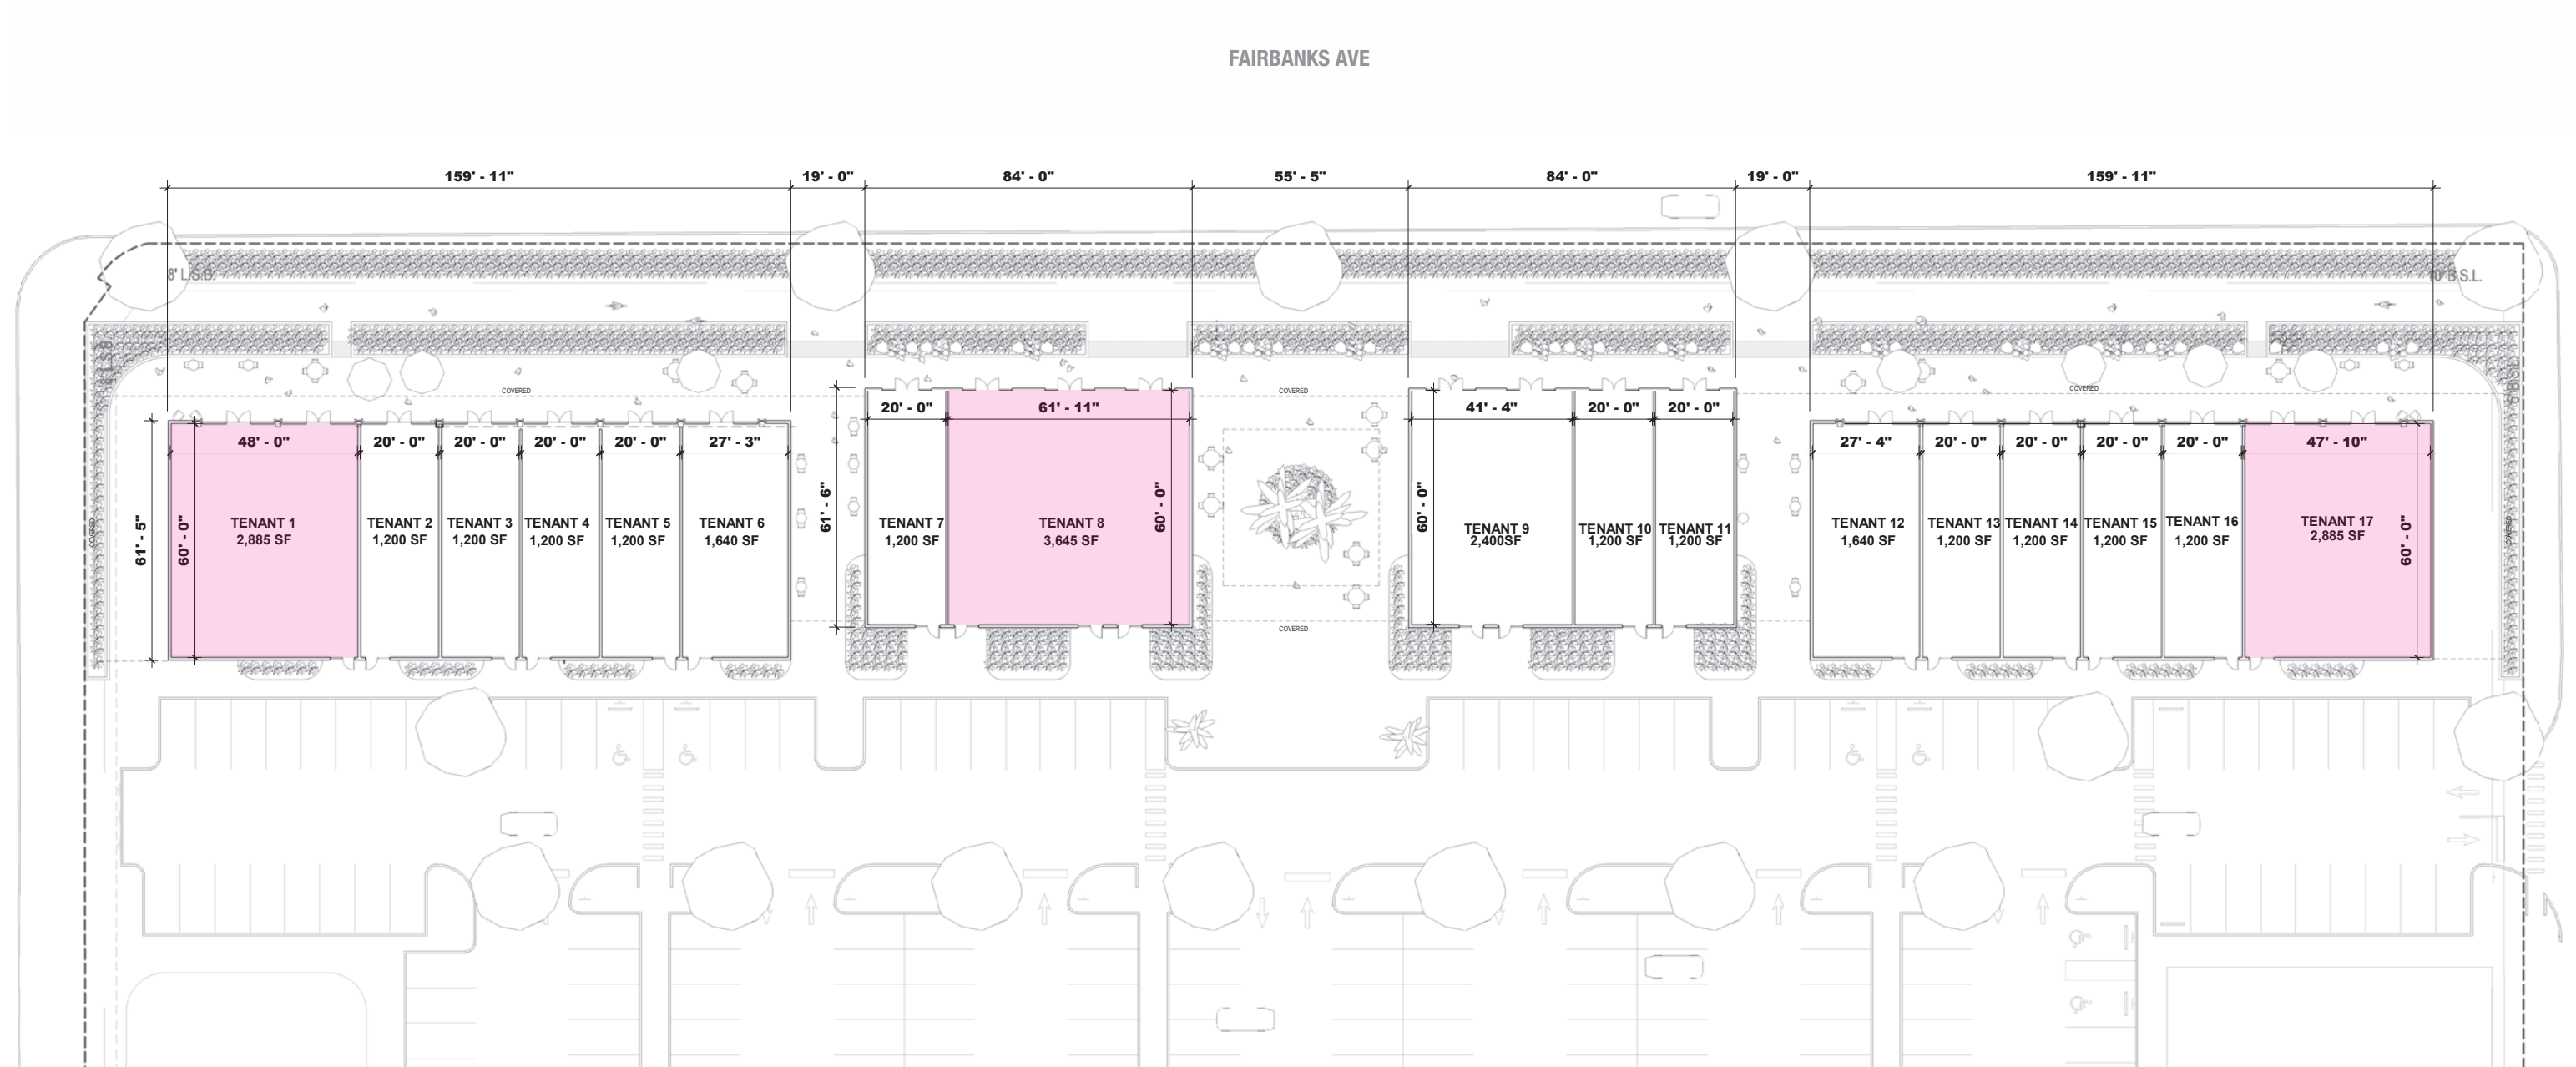 FAIRBANKS AVE
159' - 11"
19' - 0"
84' - 0"
55' - 5"
84' - 0"
19' - 0"
159' - 11"
8' L.S.B.
10' B.S.L.
COVERED
COVERED
COVERED
20' - 0"
61' - 11"
41' - 4"
20' - 0"
20' - 0"
48' - 0"
20' - 0"
20' - 0"
20' - 0"
20' - 0"
27' - 3"
27' - 4"
20' - 0"
20' - 0"
20' - 0"
20' - 0"
47' - 10"
COVERED
61' - 5"
60' - 0"
TENANT 1
2,885 SF
TENANT 2
1,200 SF
TENANT 3
1,200 SF
TENANT 4
1,200 SF
TENANT 5
1,200 SF
TENANT 6
1,640 SF
61' - 6"
TENANT 7
1,200 SF
TENANT 8
3,645 SF
60' - 0"
60' - 0"
TENANT 9
2,400SF
TENANT 10
1,200 SF
TENANT 11
1,200 SF
TENANT 12
1,640 SF
TENANT 13
1,200 SF
TENANT 14
1,200 SF
TENANT 15
1,200 SF
TENANT 16
1,200 SF
TENANT 17
2,885 SF
60' - 0"
COVERED
COVERED